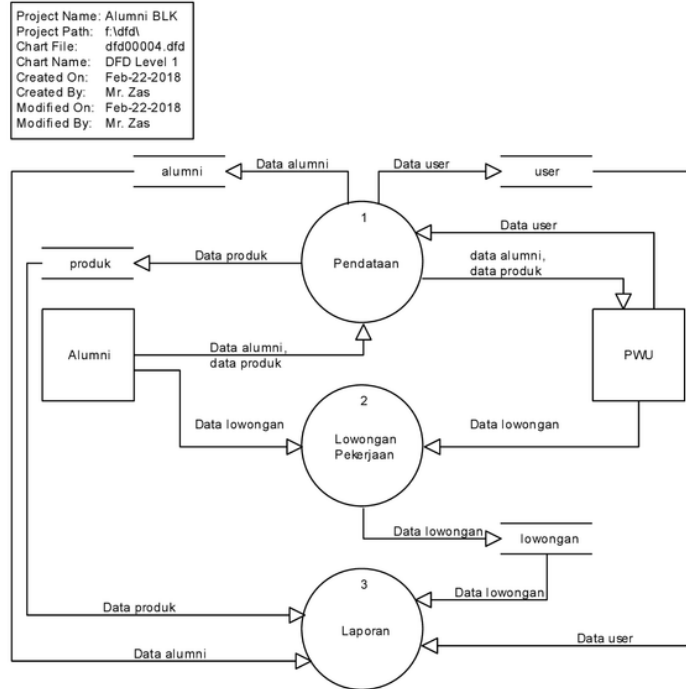 Project Name: Alumni BLK
Project Path: f:\dfd\
Chart File: dfd00004.dfd
Chart Name: DFD Level 1
Created On: Feb-22-2018
Created By: Mr. Zas
Modified On: Feb-22-2018
Modified By: Mr. Zas
alumni
Data alumni
Data user
user
1
Pendataan
Data user
produk
Data produk
data alumni,
data produk
Alumni
Data alumni,
data produk
PWU
2
Lowongan
Pekerjaan
Data lowongan
Data lowongan
Data lowongan
lowongan
3
Laporan
Data lowongan
Data produk
Data user
Data alumni